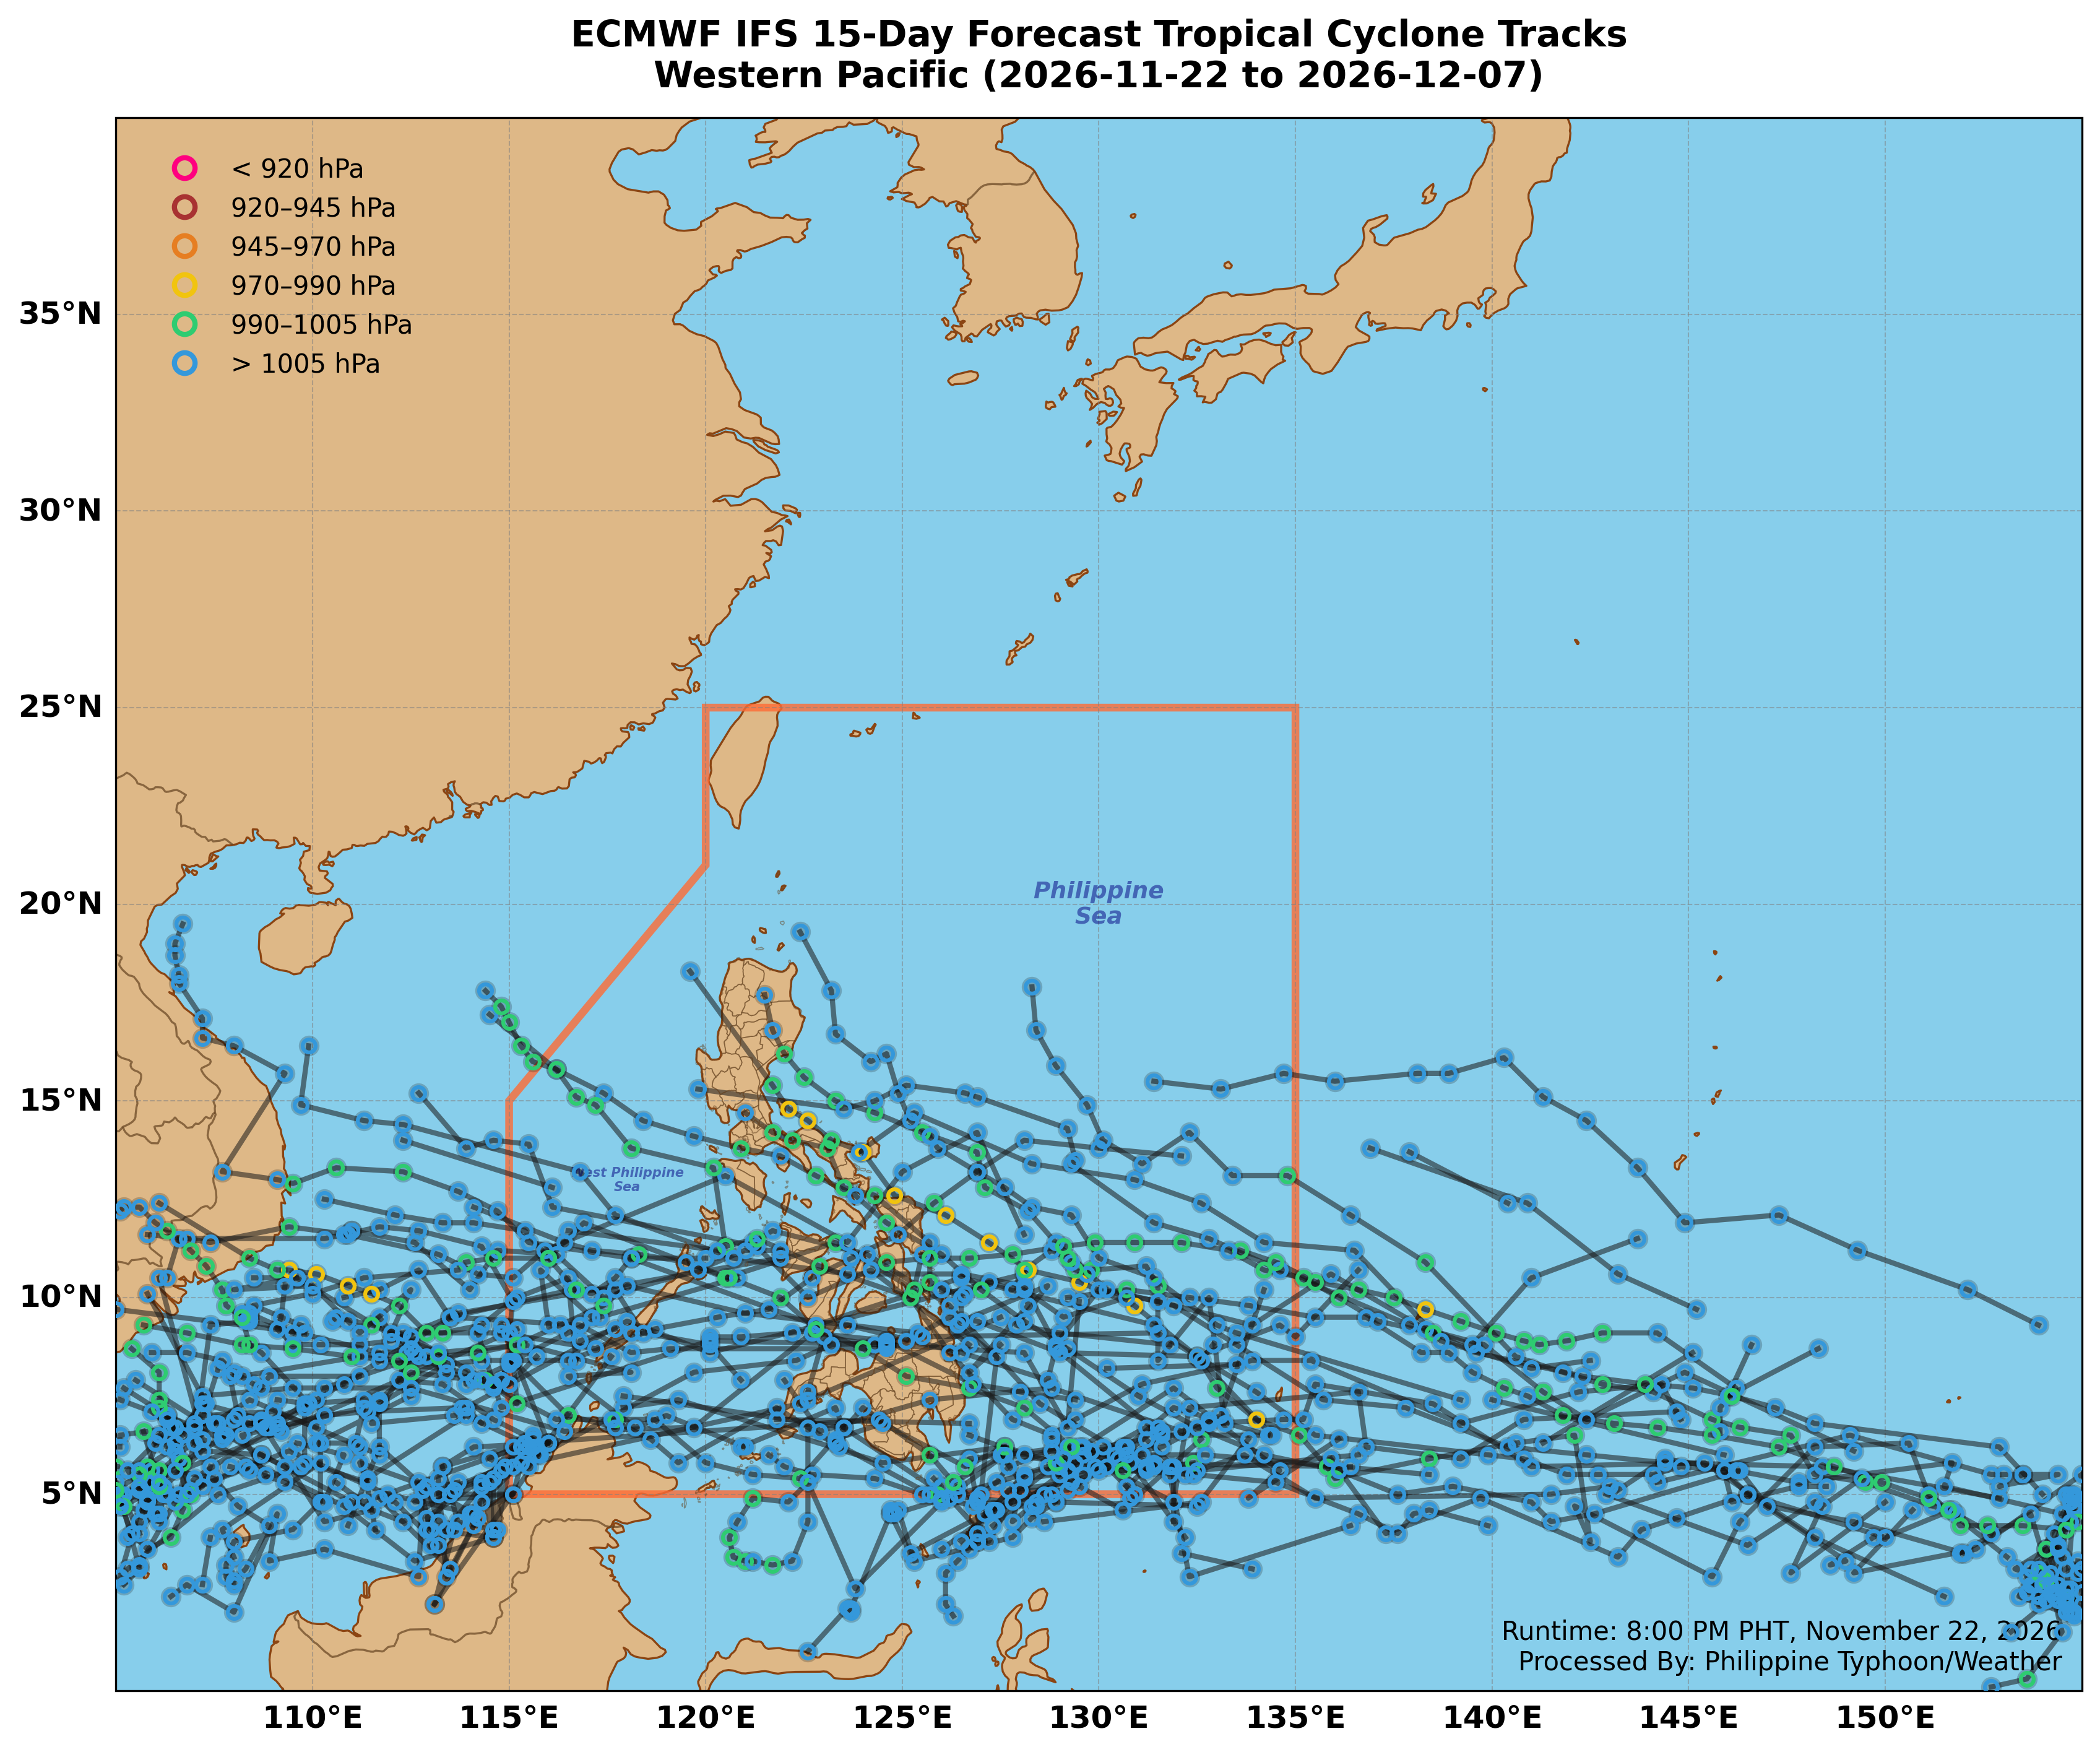 ECMWF IFS 15-Day Forecast Tropical Cyclone Tracks
Western Pacific (2026-11-22 to 2026-12-07)
< 920 hPa
920–945 hPa
945–970 hPa
970–990 hPa
990–1005 hPa
> 1005 hPa
35°N
30°N
25°N
20°N
15°N
10°N
5°N
Philippine
Sea
West Philippine
Sea
Runtime: 8:00 PM PHT, November 22, 2026
Processed By: Philippine Typhoon/Weather
110°E
115°E
120°E
125°E
130°E
135°E
140°E
145°E
150°E